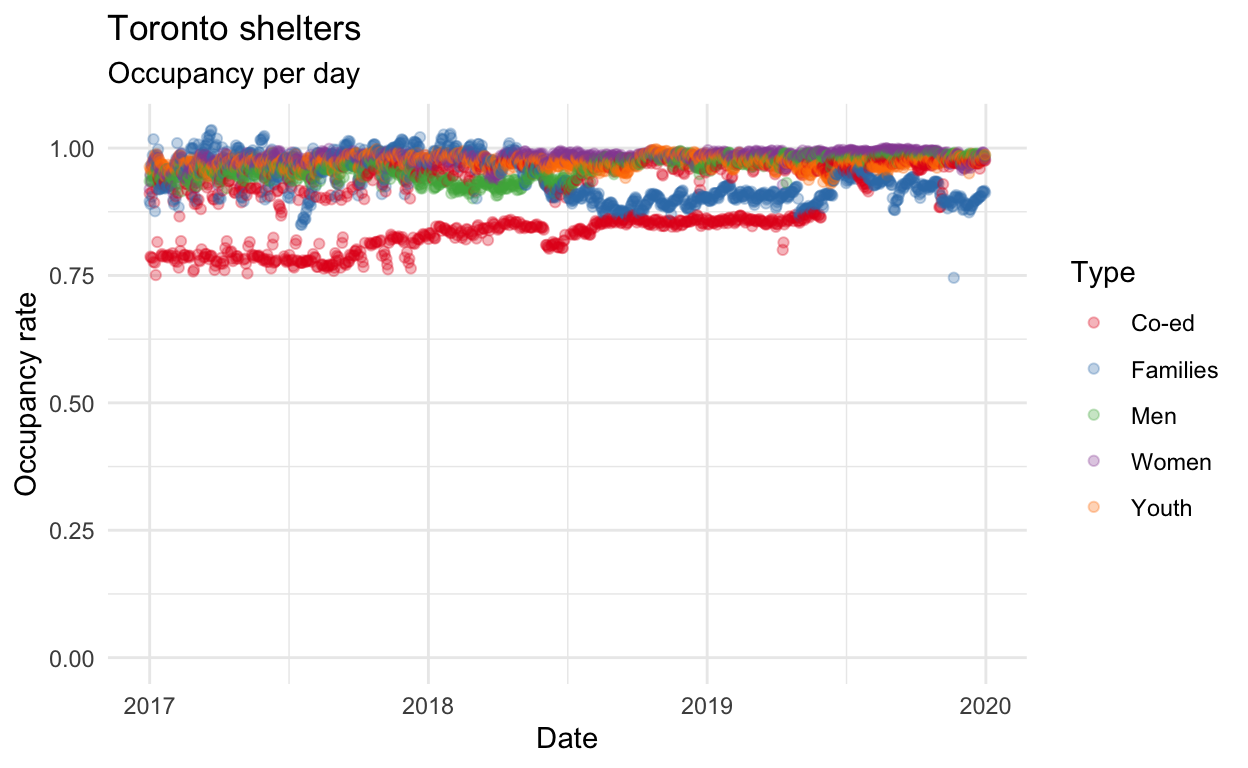 Toronto shelters
Occupancy per day
1.00
0.75
0.50
0.25
0.00
Occupancy rate
2017
2018
2019
2020
Date
Type
Co-ed
Families
Men
Women
Youth